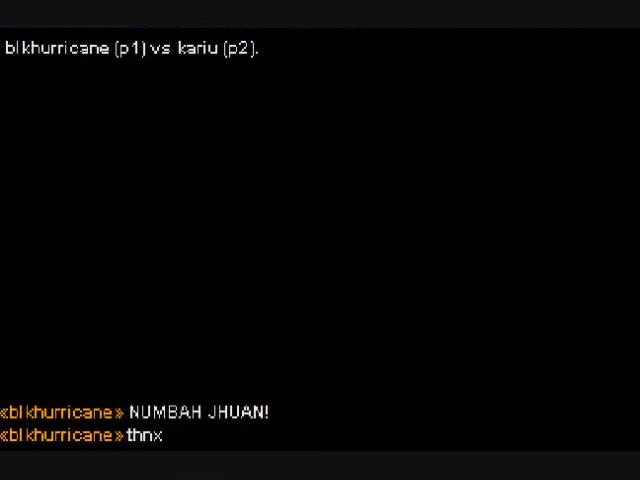 blkhurricane (p1) vs kariu (p2).
«blkhurricane» NUMBAH JHUAN!
«blkhurricane» thnx